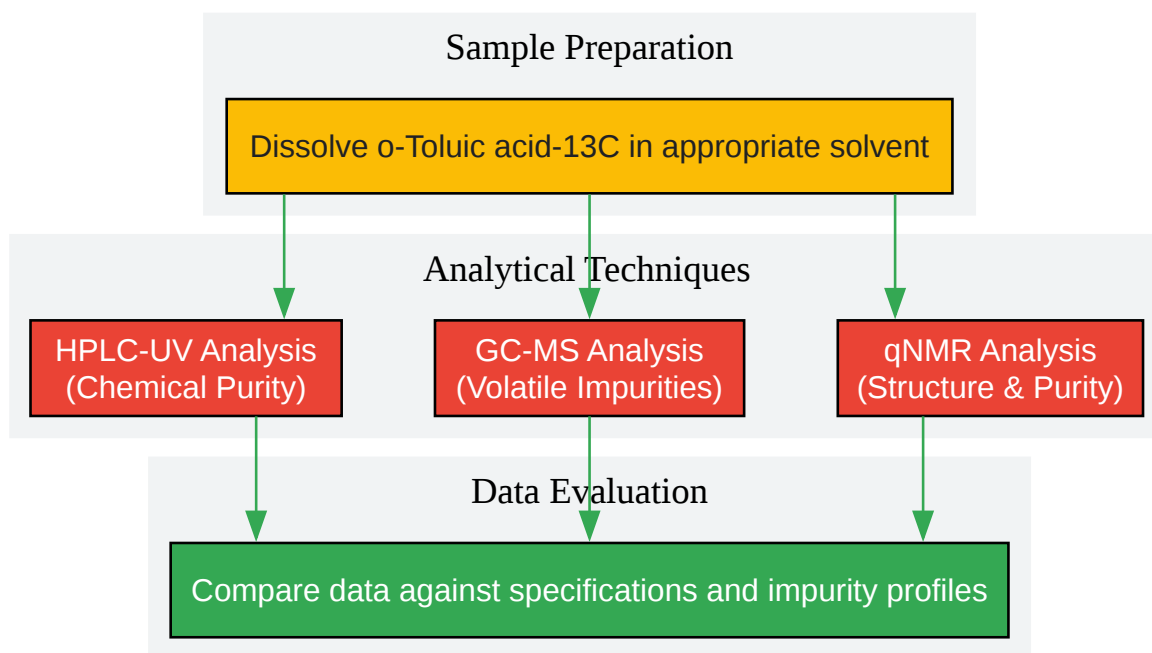 Sample Preparation
Dissolve o-Toluic acid-13C in appropriate solvent
Analytical Techniques
HPLC-UV Analysis
(Chemical Purity)
GC-MS Analysis
(Volatile Impurities)
qNMR Analysis
(Structure & Purity)
Data Evaluation
Compare data against specifications and impurity profiles